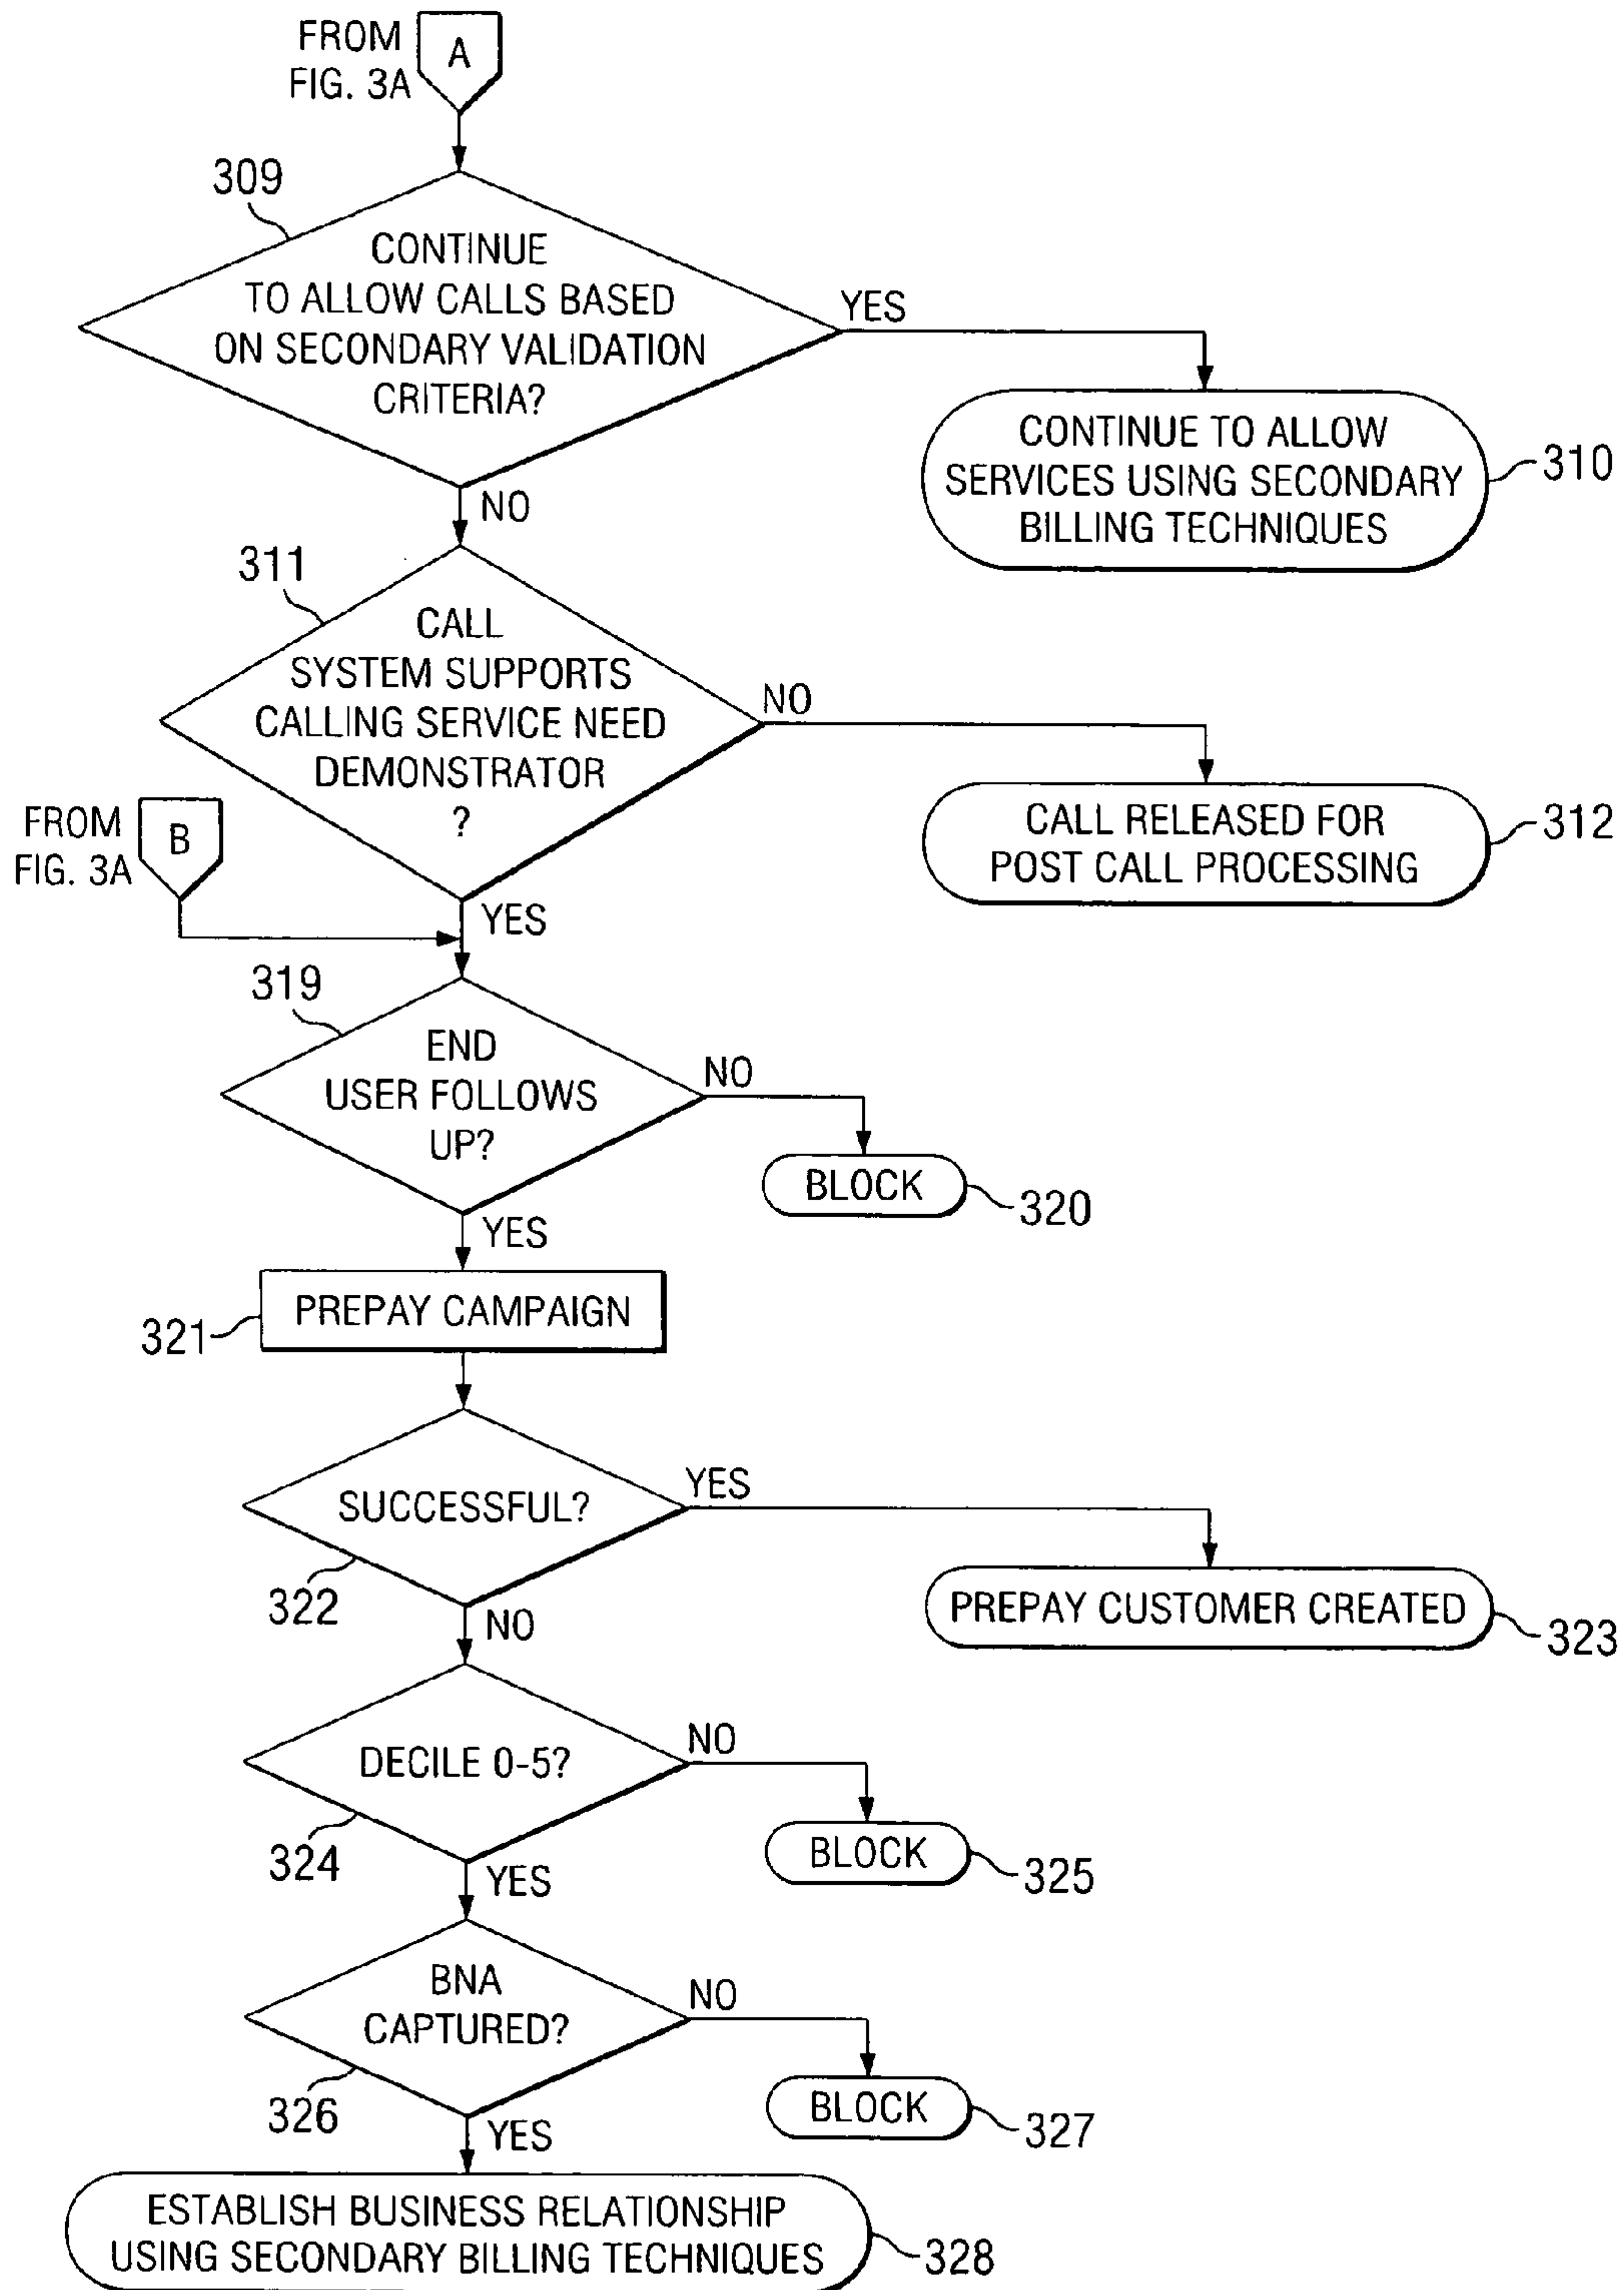 FROM
FIG. 3A
A
309
CONTINUE
TO ALLOW CALLS BASED
ON SECONDARY VALIDATION
CRITERIA?
YES
CONTINUE TO ALLOW
SERVICES USING SECONDARY
BILLING TECHNIQUES
310
NO
311
CALL
SYSTEM SUPPORTS
CALLING SERVICE NEED
DEMONSTRATOR
?
NO
CALL RELEASED FOR
POST CALL PROCESSING
312
FROM
FIG. 3A
B
YES
319
END
USER FOLLOWS
UP?
NO
BLOCK
320
YES
PREPAY CAMPAIGN
321
SUCCESSFUL?
YES
322
PREPAY CUSTOMER CREATED
323
NO
DECILE 0-5?
NO
324
BLOCK
325
YES
BNA
CAPTURED?
NO
326
BLOCK
327
YES
ESTABLISH BUSINESS RELATIONSHIP
USING SECONDARY BILLING TECHNIQUES
328